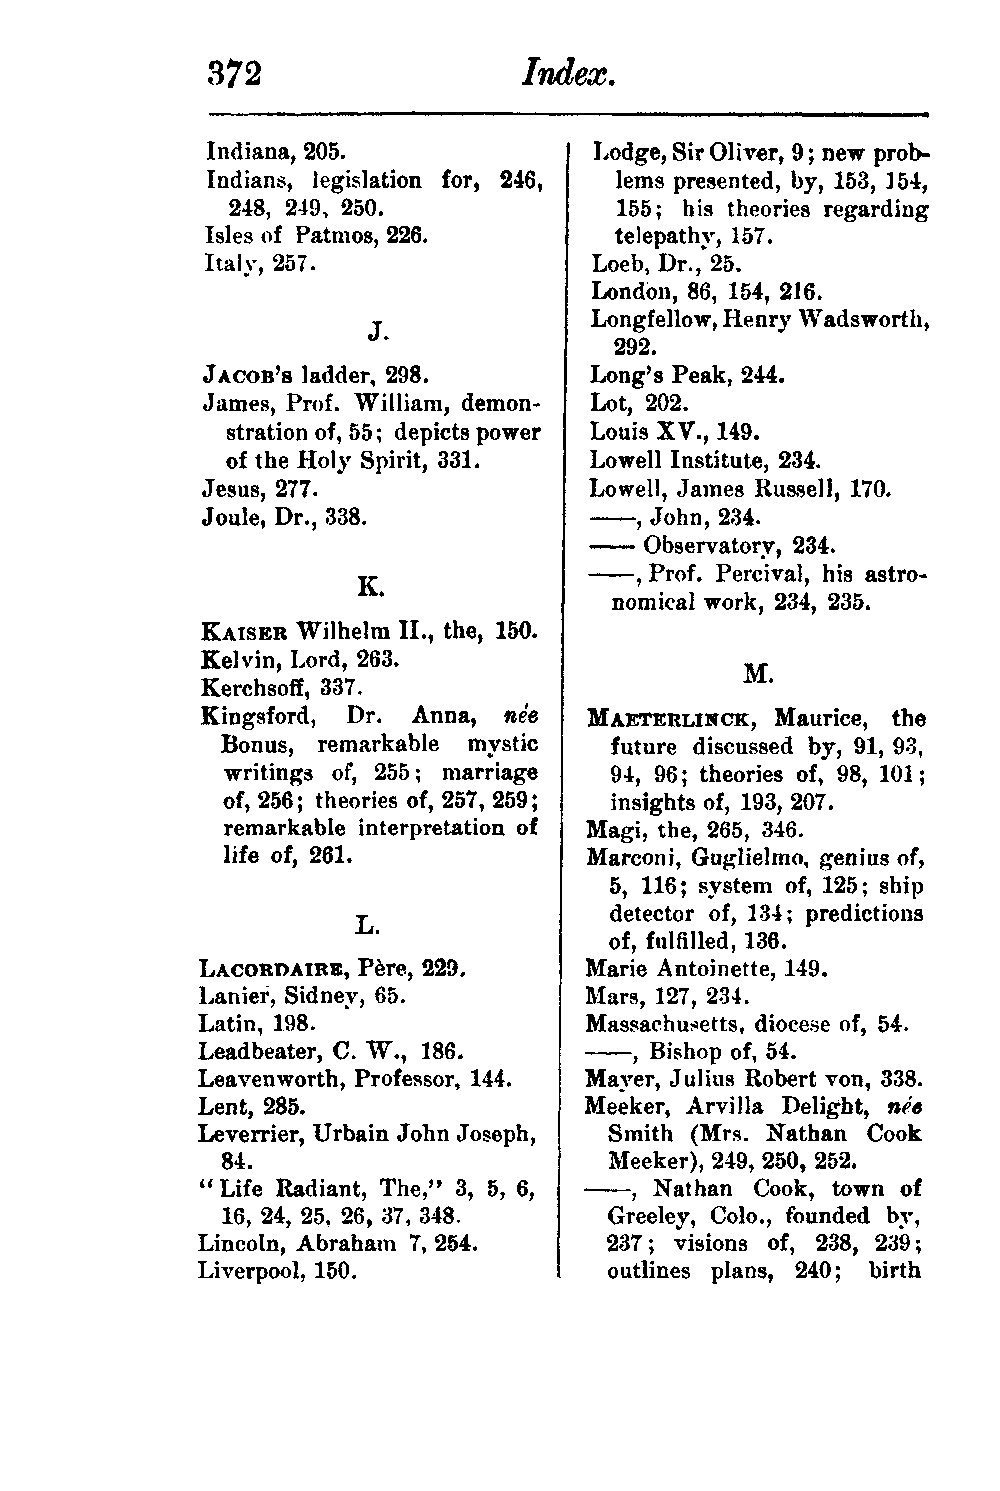 372
Index.
Indiana, 205.
Indians, legislation for, 246,
248, 249, 250.
Isles of Patmos, 226.
Italy, 257.
J.
JACOB'S ladder, 298.
James, Prof. William, demon-
stration of, 55; depicts power
of the Holy Spirit, 331.
Jesus, 277.
Joule, Dr., 338.
K.
KAISER Wilhelm II., the, 150.
Kelvin, Lord, 263.
Kerchsoff, 337.
Kingsford, Dr. Anna, née
Bonus, remarkable mystic
writings of, 255; marriage
of, 256; theories of, 257, 259;
remarkable interpretation of
life of, 261.
L.
LACORDAIRE, Père, 229.
Lanier, Sidney, 65.
Latin, 198.
Leadbeater, C. W., 186.
Leavenworth, Professor, 144.
Lent, 285.
Leverrier, Urbain John Joseph,
84.
"Life Radiant, The," 3, 5, 6,
16, 24, 25, 26, 37, 348.
Lincoln, Abraham 7, 254.
Liverpool, 150.
Lodge, Sir Oliver, 9; new prob-
lems presented, by, 153, 154,
155; his theories regarding
telepathy, 157.
Loeb, Dr., 25.
London, 86, 154, 216.
Longfellow, Henry Wadsworth,
292.
Long's Peak, 244.
Lot, 202.
Louis XV., 149.
Lowell Institute, 234.
Lowell, James Russell, 170.
——, John, 234.
—— Observatory, 234.
——, Prof. Percival, his astro-
nomical work, 234, 235.
M.
MAETERLINCK, Maurice, the
future discussed by, 91, 93,
94, 96; theories of, 98, 101;
insights of, 193, 207.
Magi, the, 265, 346.
Marconi, Guglielmo, genius of,
5, 116; system of, 125; ship
detector of, 134; predictions
of, fulfilled, 136.
Marie Antoinette, 149.
Mars, 127, 234.
Massachusetts, diocese of, 54.
——, Bishop of, 54.
Mayer, Julius Robert von, 338.
Meeker, Arvilla Delight, née
Smith (Mrs. Nathan Cook
Meeker), 249, 250, 252.
——, Nathan Cook, town of
Greeley, Colo., founded by,
237; visions of, 238, 239;
outlines plans, 240; birth